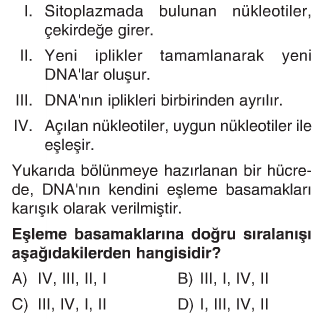 I. Sitoplazmada bulunan nükleotiler,
çekirdeğe girer.
II. Yeni iplikler tamamlanarak yeni
DNA'lar oluşur.
III. DNA'nın iplikleri birbirinden ayrılır.
IV. Açılan nükleotiler, uygun nükleotiler ile
eşleşir.
Yukarıda bölünmeye hazırlanan bir hücre-
de, DNA'nın kendini eşleme basamakları
karışık olarak verilmiştir.
Eşleme basamaklarına doğru sıralanışı
aşağıdakilerden hangisidir?
A) IV, III, II, I B) III, I, IV, II
C) III, IV, I, II D) I, III, IV, II